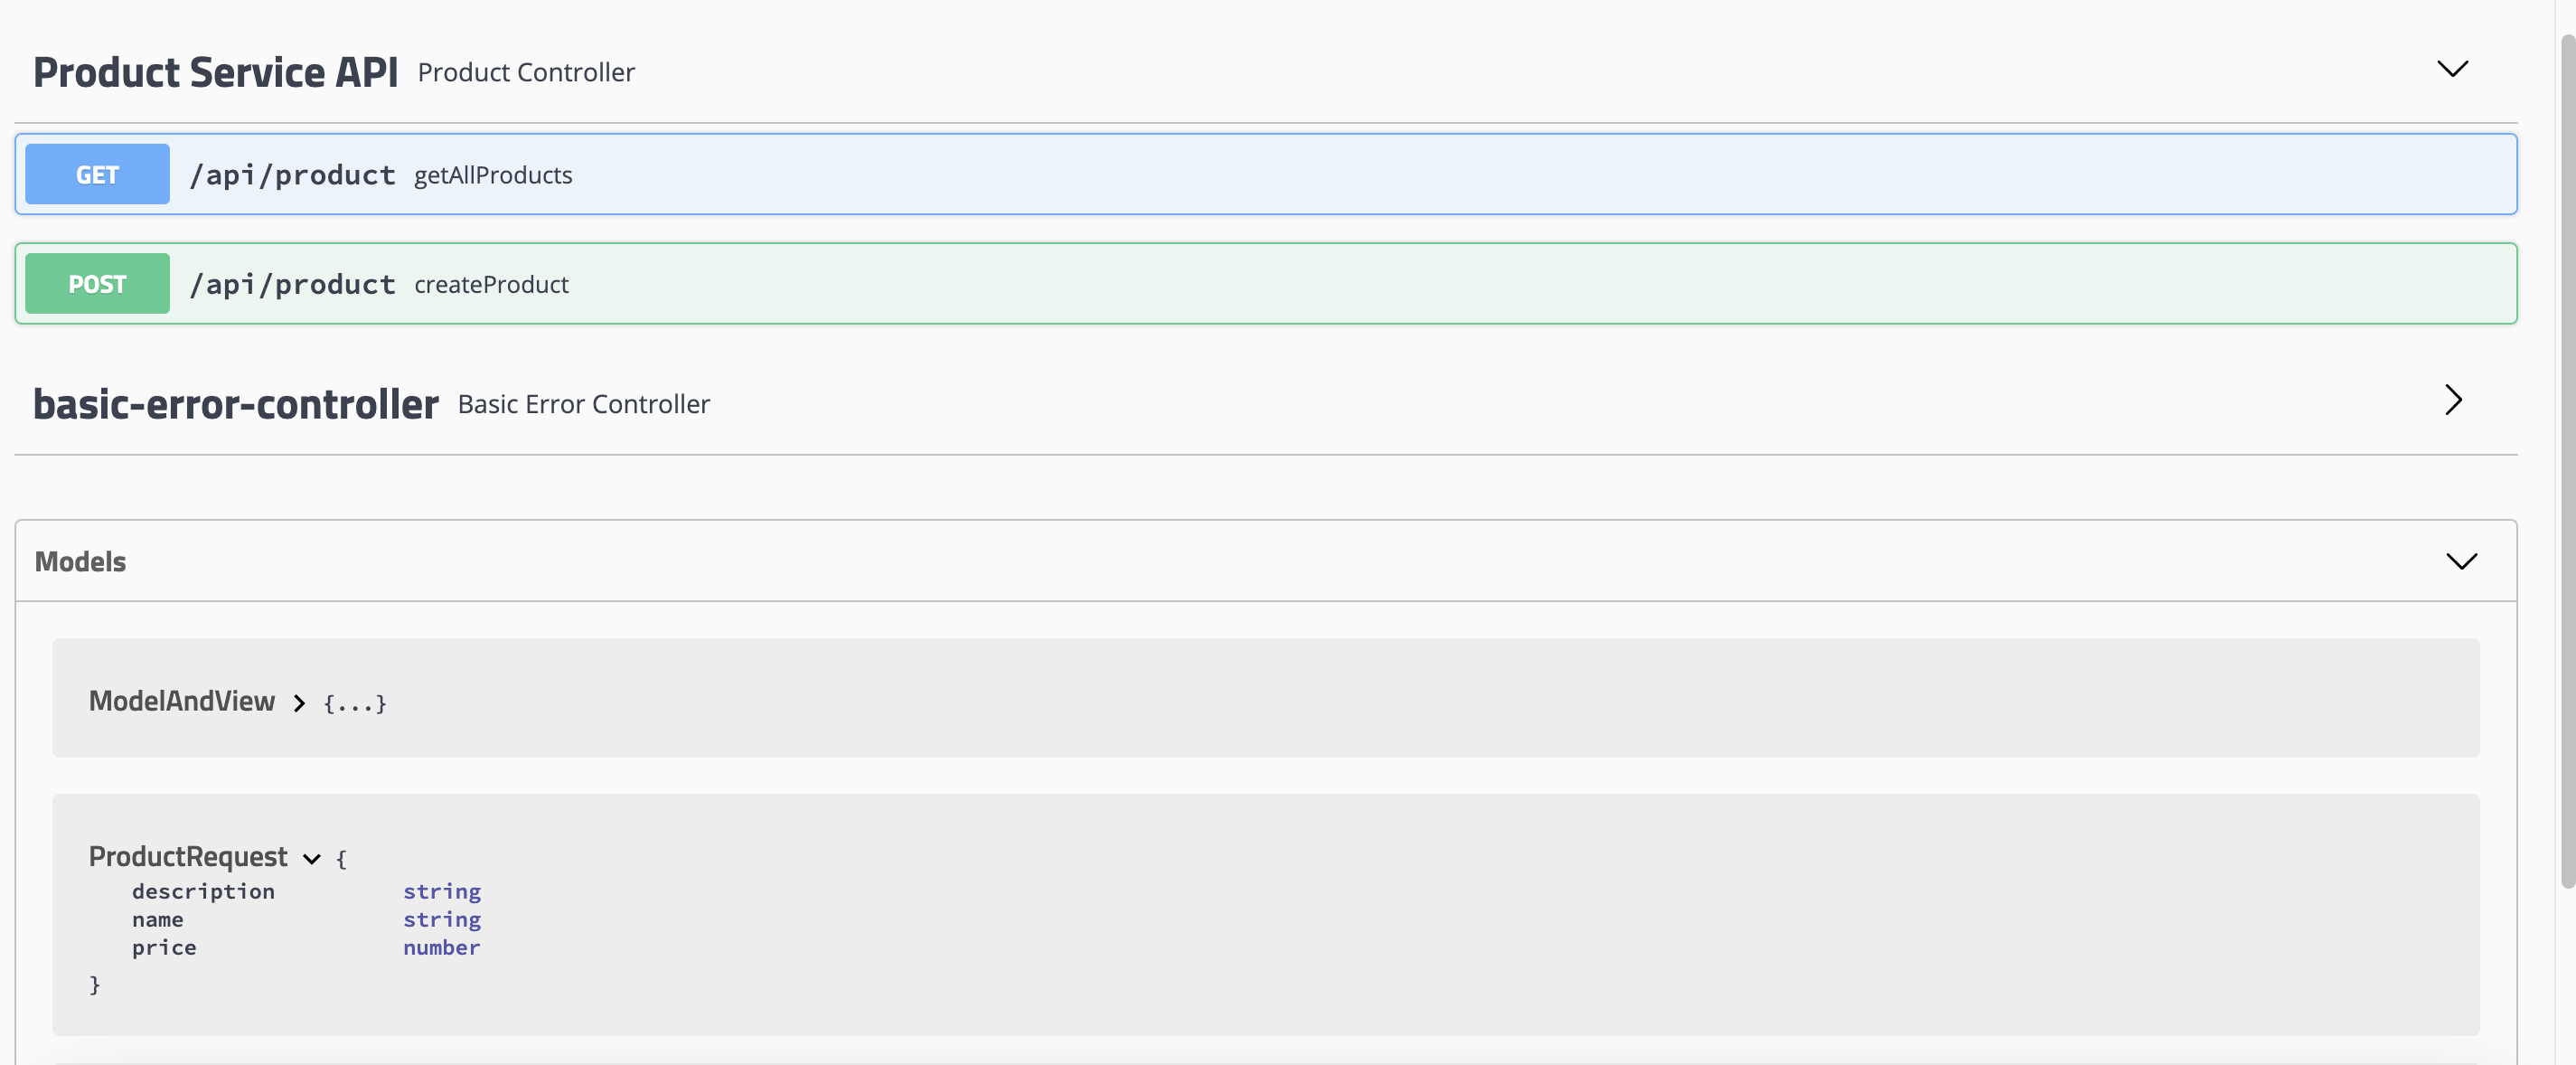 Product Service API Product Controller
GET /api/product getAllProducts
POST /api/product createProduct
basic-error-controller Basic Error Controller
Models
ModelAndView {...}
ProductRequest {
description string
name string
price number
}